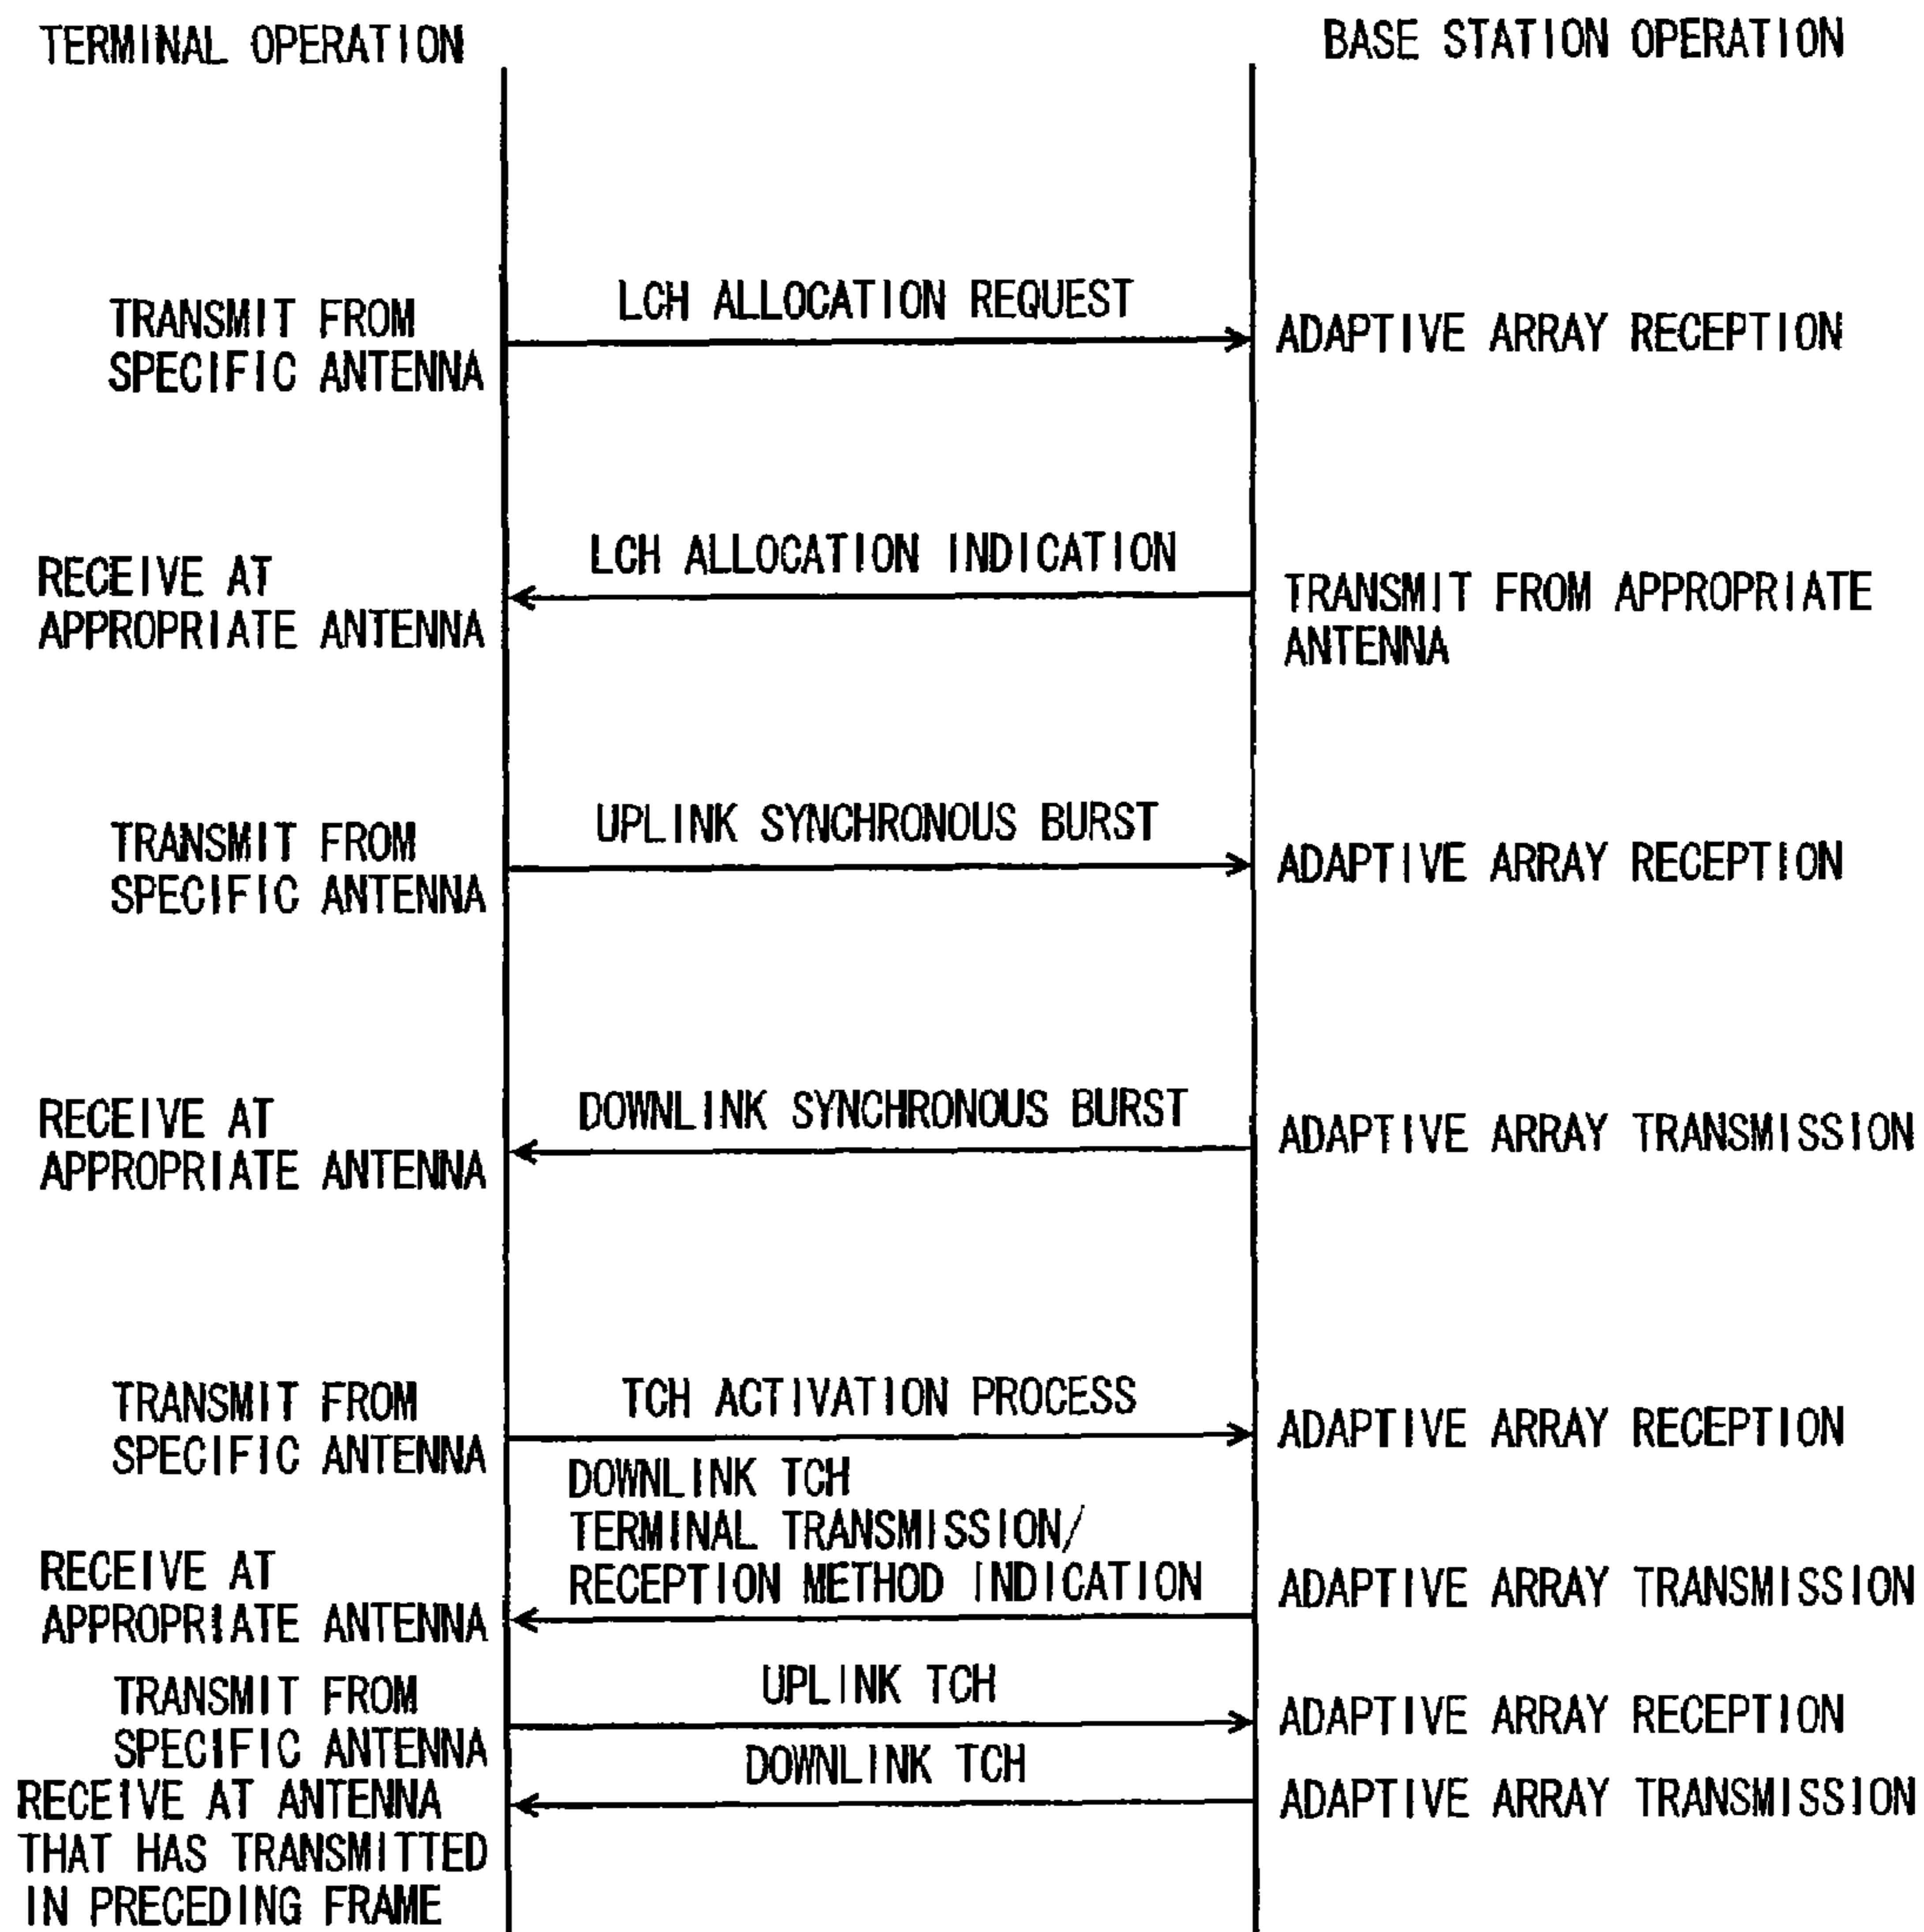 TERMINAL OPERATION
BASE STATION OPERATION
TRANSMIT FROM
SPECIFIC ANTENNA
LCH ALLOCATION REQUEST
ADAPTIVE ARRAY RECEPTION
RECEIVE AT
APPROPRIATE ANTENNA
LCH ALLOCATION INDICATION
TRANSMIT FROM APPROPRIATE
ANTENNA
TRANSMIT FROM
SPECIFIC ANTENNA
UPLINK SYNCHRONOUS BURST
ADAPTIVE ARRAY RECEPTION
RECEIVE AT
APPROPRIATE ANTENNA
DOWNLINK SYNCHRONOUS BURST
ADAPTIVE ARRAY TRANSMISSION
TRANSMIT FROM
SPECIFIC ANTENNA
TCH ACTIVATION PROCESS
ADAPTIVE ARRAY RECEPTION
RECEIVE AT
APPROPRIATE ANTENNA
DOWNLINK TCH
TERMINAL TRANSMISSION/
RECEPTION METHOD INDICATION
ADAPTIVE ARRAY TRANSMISSION
TRANSMIT FROM
SPECIFIC ANTENNA
UPLINK TCH
ADAPTIVE ARRAY RECEPTION
RECEIVE AT ANTENNA
THAT HAS TRANSMITTED
IN PRECEDING FRAME
DOWNLINK TCH
ADAPTIVE ARRAY TRANSMISSION